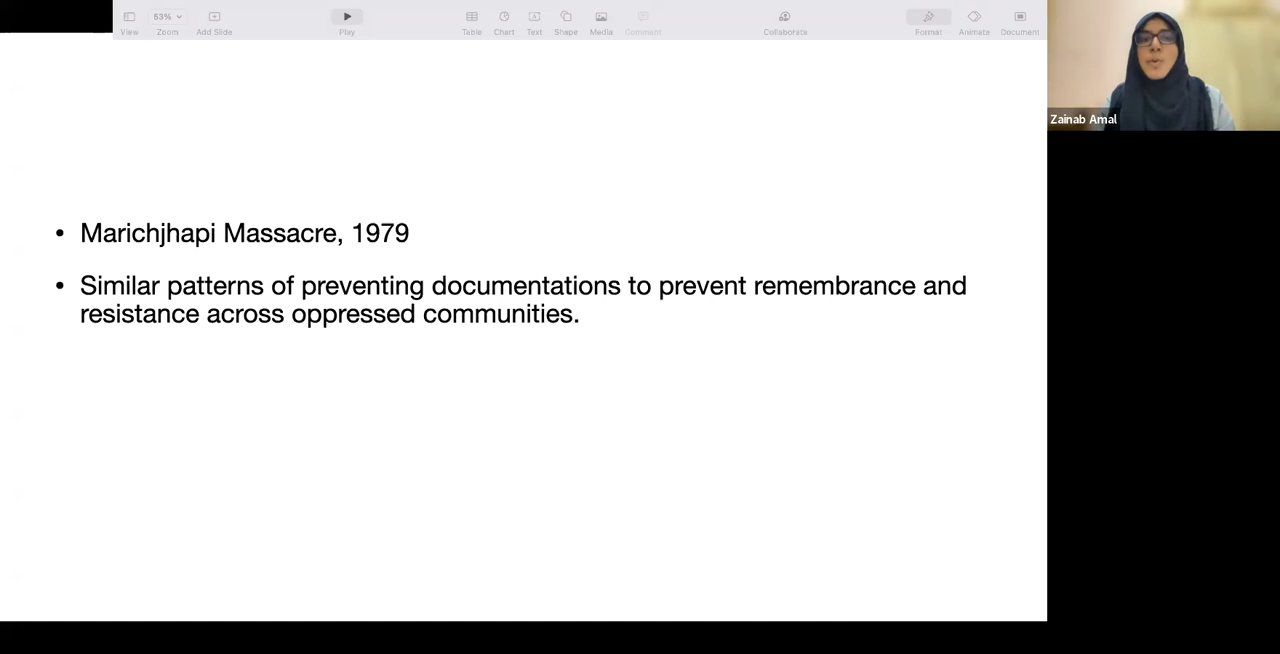 53%
View
Zoom
Add Slide
Play
Table
Chart
Text
Shape
Media
Comment
Collaborate
Format
Animate
Document
Zainab Amal
• Marichjhapi Massacre, 1979
• Similar patterns of preventing documentations to prevent remembrance and
resistance across oppressed communities.